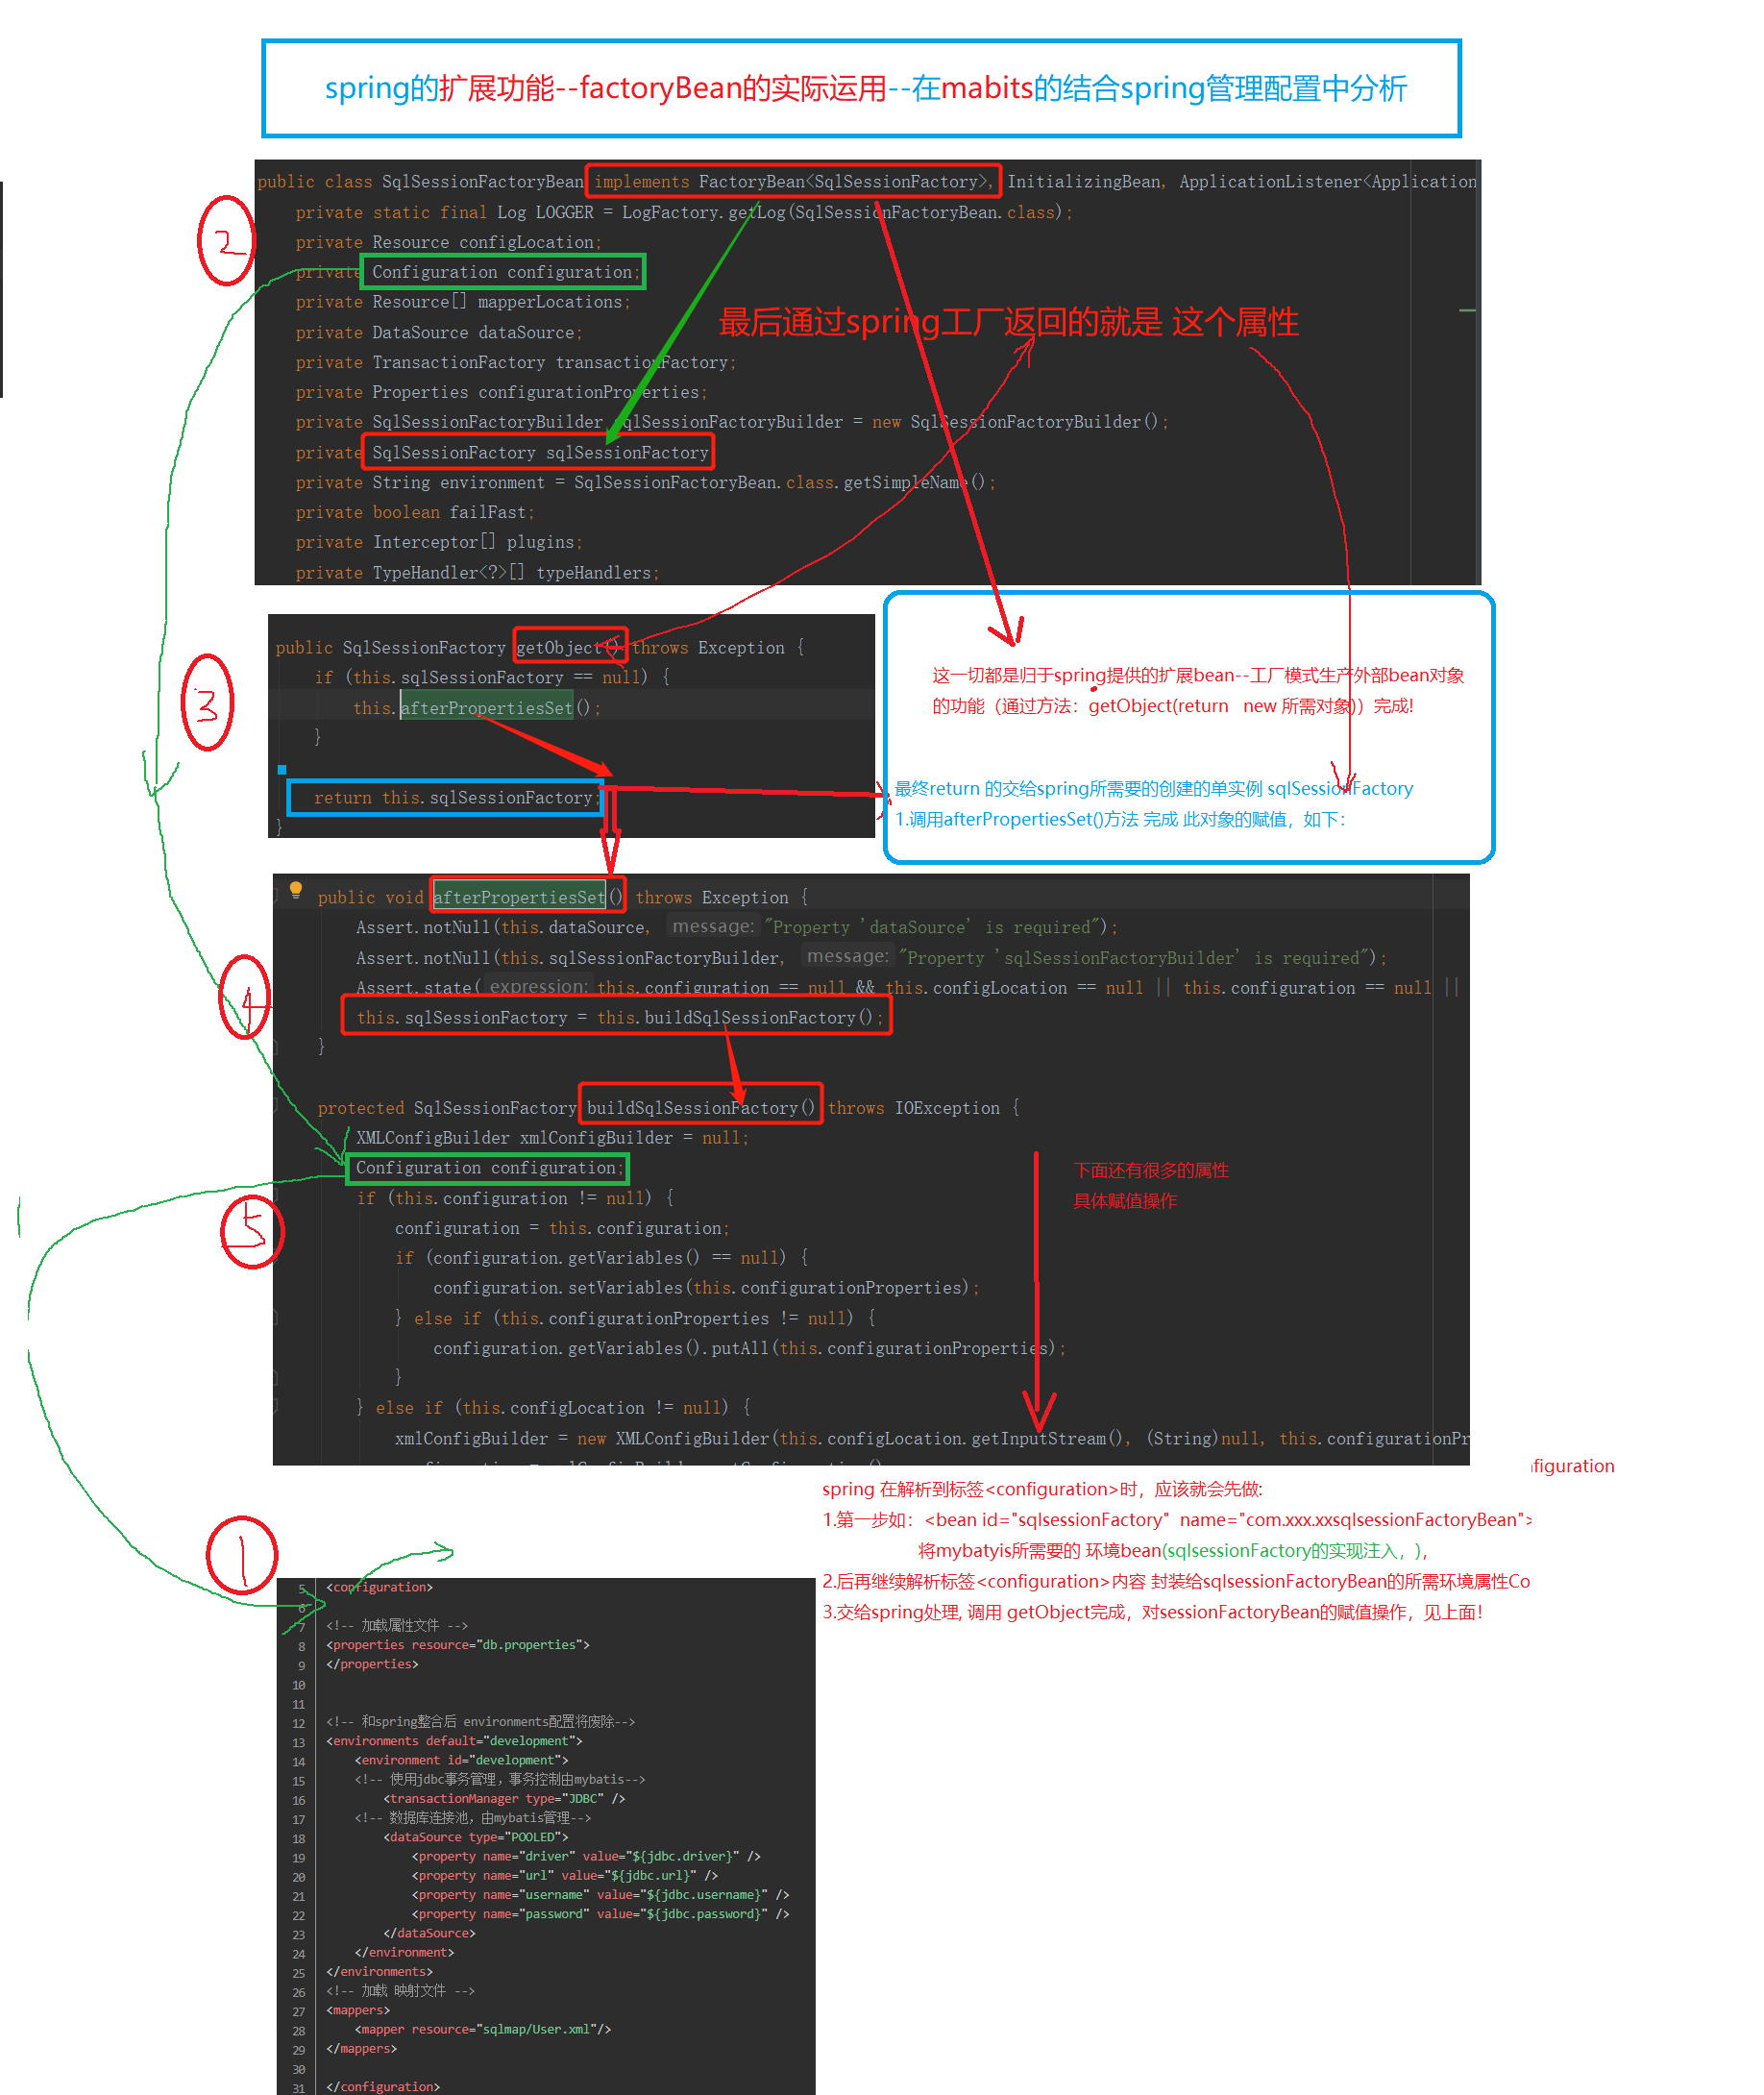 spring的扩展功能--factoryBean的实际运用--在mabits的结合spring管理配置中分析
public class SqlSessionFactoryBean implements FactoryBean<SqlSessionFactory>, InitializingBean, ApplicationListener<Application
private static final Log LOGGER = LogFactory.getLog(SqlSessionFactoryBean.class);
2
private Resource configLocation;
private Configuration configuration;
private Resource[] mapperLocations;
最后通过spring工厂返回的就是 这个属性
private DataSource dataSource;
private TransactionFactory transactionFactory;
private Properties configurationProperties;
private SqlSessionFactoryBuilder sqlSessionFactoryBuilder = new SqlSessionFactoryBuilder();
private SqlSessionFactory sqlSessionFactory
private String environment = SqlSessionFactoryBean.class.getSimpleName();
private boolean failFast;
private Interceptor[] plugins;
private TypeHandler<?>[] typeHandlers;
3
public SqlSessionFactory getObject() throws Exception {
if (this.sqlSessionFactory == null) {
this.afterPropertiesSet();
}
return this.sqlSessionFactory;
}
这一切都是归于spring提供的扩展bean--工厂模式生产外部bean对象
的功能（通过方法：getObject(return new 所需对象)）完成!
最终return 的交给spring所需要的创建的单实例 sqlSessionFactory
1.调用afterPropertiesSet()方法 完成 此对象的赋值，如下：
public void afterPropertiesSet() throws Exception {
Assert.notNull(this.dataSource, message: "Property 'dataSource' is required");
Assert.notNull(this.sqlSessionFactoryBuilder, message: "Property 'sqlSessionFactoryBuilder' is required");
4
Assert.state( expression: this.configuration == null && this.configLocation == null || this.configuration == null ||
this.sqlSessionFactory = this.buildSqlSessionFactory();
}
protected SqlSessionFactory buildSqlSessionFactory() throws IOException {
XMLConfigBuilder xmlConfigBuilder = null;
Configuration configuration;
下面还有很多的属性
具体赋值操作
5
if (this.configuration != null) {
configuration = this.configuration;
if (configuration.getVariables() == null) {
configuration.setVariables(this.configurationProperties);
} else if (this.configurationProperties != null) {
configuration.getVariables().putAll(this.configurationProperties);
}
} else if (this.configLocation != null) {
xmlConfigBuilder = new XMLConfigBuilder(this.configLocation.getInputStream(), (String)null, this.configurationPr
figuration
spring 在解析到标签<configuration>时，应该就会先做:
1.第一步如：<bean id="sqlsessionFactory" name="com.xxx.xxsqlsessionFactoryBean">
将mybatyis所需要的 环境bean(sqlsessionFactory的实现注入，)，
2.后再继续解析标签<configuration>内容 封装给sqlsessionFactoryBean的所需环境属性Co
3.交给spring处理, 调用 getObject完成，对sessionFactoryBean的赋值操作，见上面!
1
5 <configuration>
6
7 <!-- 加载属性文件 -->
8 <properties resource="db.properties">
9 </properties>
10
11
12 <!-- 和spring整合后 environments配置将废除-->
13 <environments default="development">
14 <environment id="development">
15 <!-- 使用jdbc事务管理，事务控制由mybatis-->
16 <transactionManager type="JDBC" />
17 <!-- 数据库连接池，由mybatis管理-->
18 <dataSource type="POOLED">
19 <property name="driver" value="${jdbc.driver}" />
20 <property name="url" value="${jdbc.url}" />
21 <property name="username" value="${jdbc.username}" />
22 <property name="password" value="${jdbc.password}" />
23 </dataSource>
24 </environment>
25 </environments>
26 <!-- 加载 映射文件 -->
27 <mappers>
28 <mapper resource="sqlmap/User.xml"/>
29 </mappers>
30
31 </configuration>